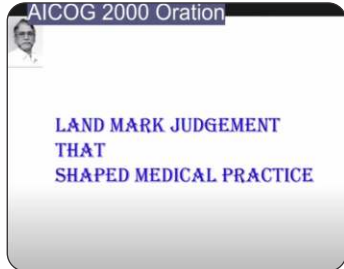 AICOG 2000 Oration
LAND MARK JUDGEMENT
THAT
SHAPED MEDICAL PRACTICE